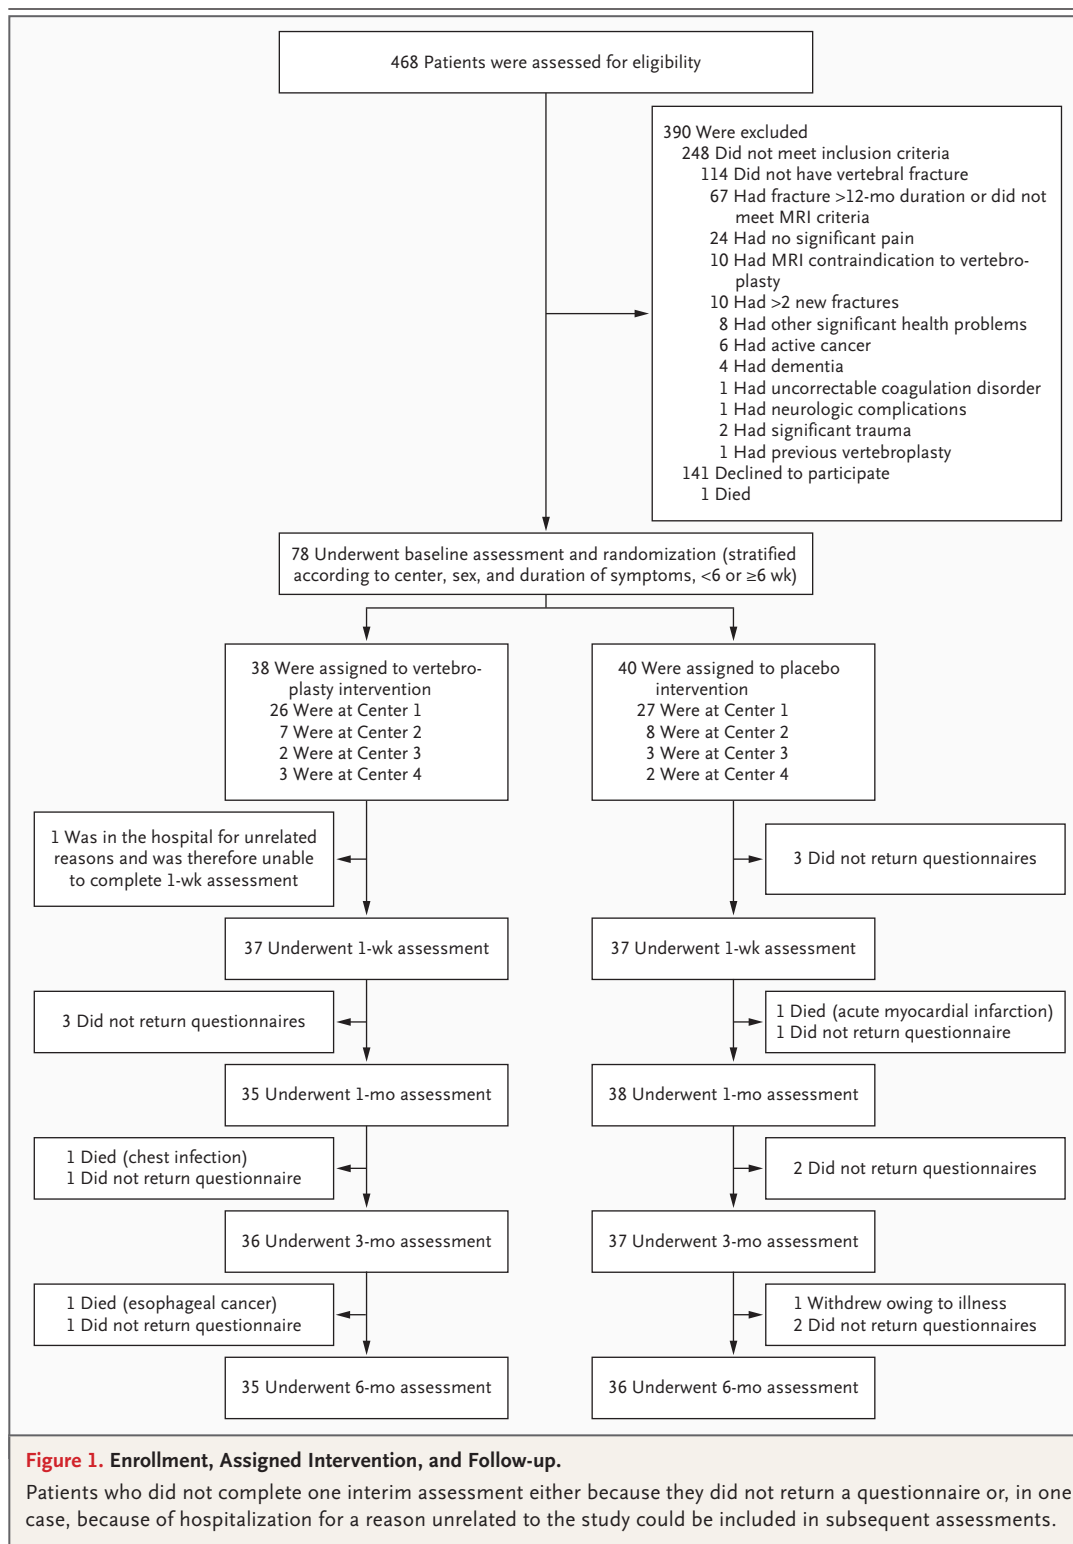 468 Patients were assessed for eligibility
390 Were excluded
248 Did not meet inclusion criteria
114 Did not have vertebral fracture
67 Had fracture >12-mo duration or did not
meet MRI criteria
24 Had no significant pain
10 Had MRI contraindication to vertebro-
plasty
10 Had >2 new fractures
8 Had other significant health problems
6 Had active cancer
4 Had dementia
1 Had uncorrectable coagulation disorder
1 Had neurologic complications
2 Had significant trauma
1 Had previous vertebroplasty
141 Declined to participate
1 Died
78 Underwent baseline assessment and randomization (stratified
according to center, sex, and duration of symptoms, <6 or ≥6 wk)
38 Were assigned to vertebro-
plasty intervention
26 Were at Center 1
7 Were at Center 2
2 Were at Center 3
3 Were at Center 4
40 Were assigned to placebo
intervention
27 Were at Center 1
8 Were at Center 2
3 Were at Center 3
2 Were at Center 4
1 Was in the hospital for unrelated
reasons and was therefore unable
to complete 1-wk assessment
3 Did not return questionnaires
37 Underwent 1-wk assessment
37 Underwent 1-wk assessment
3 Did not return questionnaires
1 Died (acute myocardial infarction)
1 Did not return questionnaire
35 Underwent 1-mo assessment
38 Underwent 1-mo assessment
1 Died (chest infection)
1 Did not return questionnaire
2 Did not return questionnaires
36 Underwent 3-mo assessment
37 Underwent 3-mo assessment
1 Died (esophageal cancer)
1 Did not return questionnaire
1 Withdrew owing to illness
2 Did not return questionnaires
35 Underwent 6-mo assessment
36 Underwent 6-mo assessment
Figure 1. Enrollment, Assigned Intervention, and Follow-up.
Patients who did not complete one interim assessment either because they did not return a questionnaire or, in one
case, because of hospitalization for a reason unrelated to the study could be included in subsequent assessments.